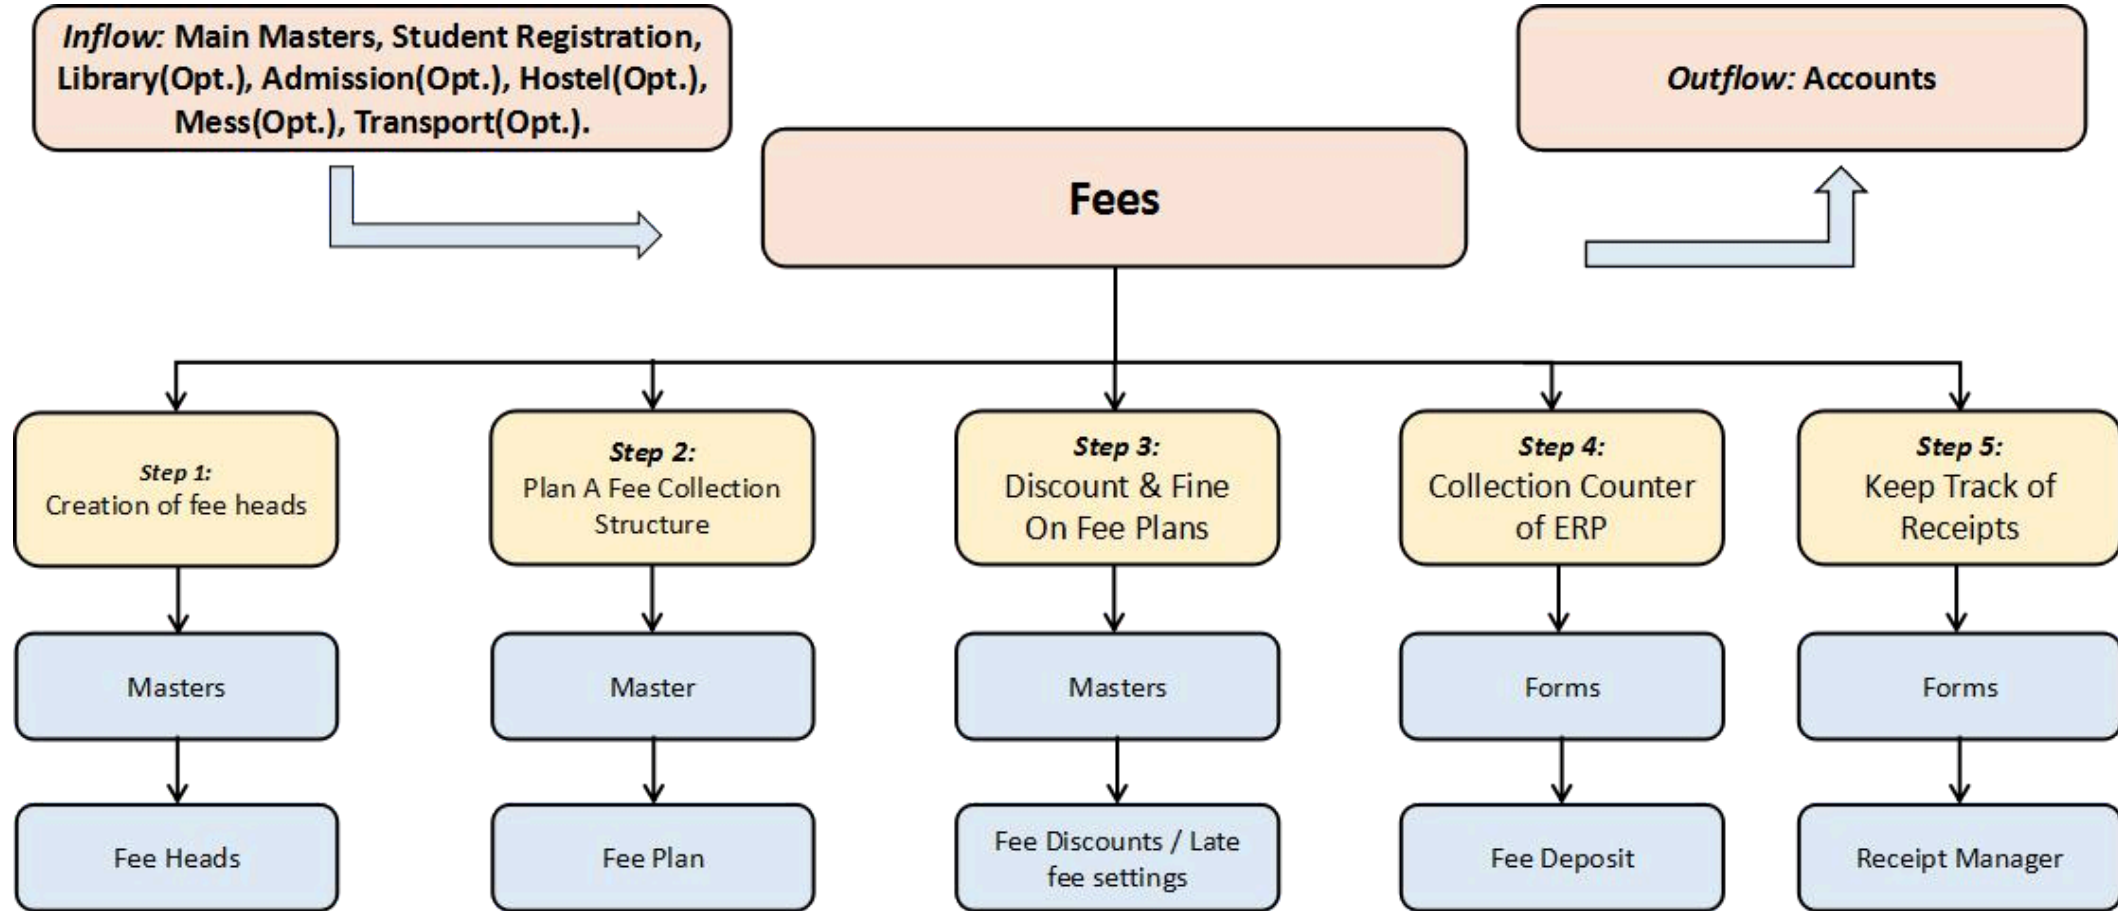 Inflow: Main Masters, Student Registration,
Library(Opt.), Admission(Opt.), Hostel(Opt.),
Mess(Opt.), Transport(Opt.).
Outflow: Accounts
Fees
Step 1:
Creation of fee heads
Step 2:
Plan A Fee Collection
Structure
Step 3:
Discount & Fine
On Fee Plans
Step 4:
Collection Counter
of ERP
Step 5:
Keep Track of
Receipts
Masters
Master
Masters
Forms
Forms
Fee Heads
Fee Plan
Fee Discounts / Late
fee settings
Fee Deposit
Receipt Manager